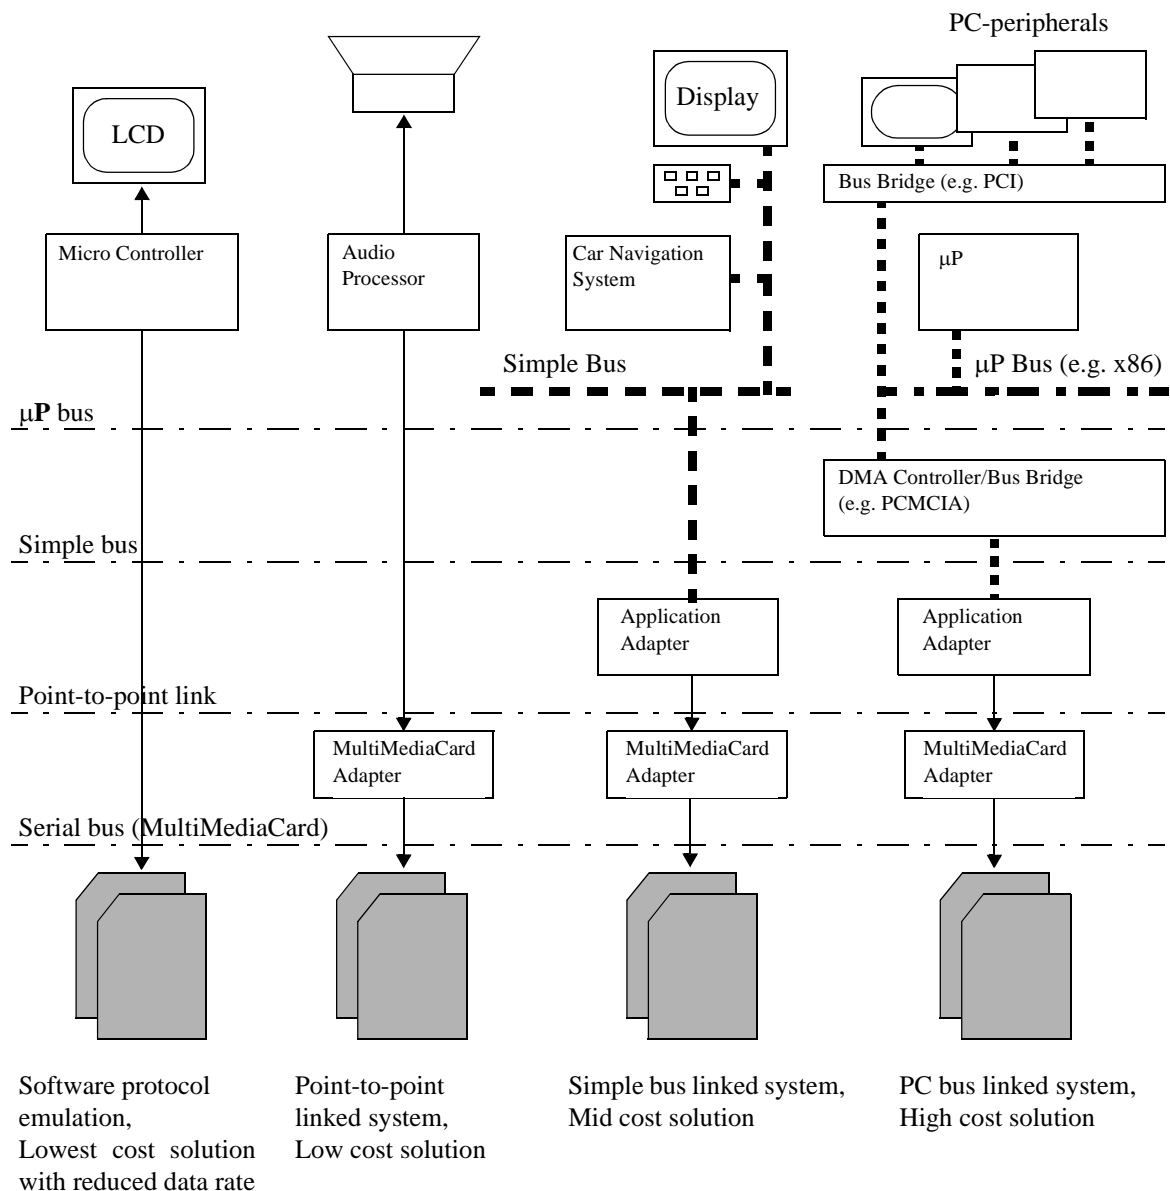 PC-peripherals
Display
LCD
Bus Bridge (e.g. PCI)
Micro Controller
Audio
Processor
Car Navigation
System
μP
Simple Bus
μP Bus (e.g. x86)
μP bus
DMA Controller/Bus Bridge
(e.g. PCMCIA)
Simple bus
Application
Adapter
Application
Adapter
Point-to-point link
MultiMediaCard
Adapter
MultiMediaCard
Adapter
MultiMediaCard
Adapter
Serial bus (MultiMediaCard)
Software protocol
emulation,
Lowest cost solution
with reduced data rate
Point-to-point
linked system,
Low cost solution
Simple bus linked system,
Mid cost solution
PC bus linked system,
High cost solution